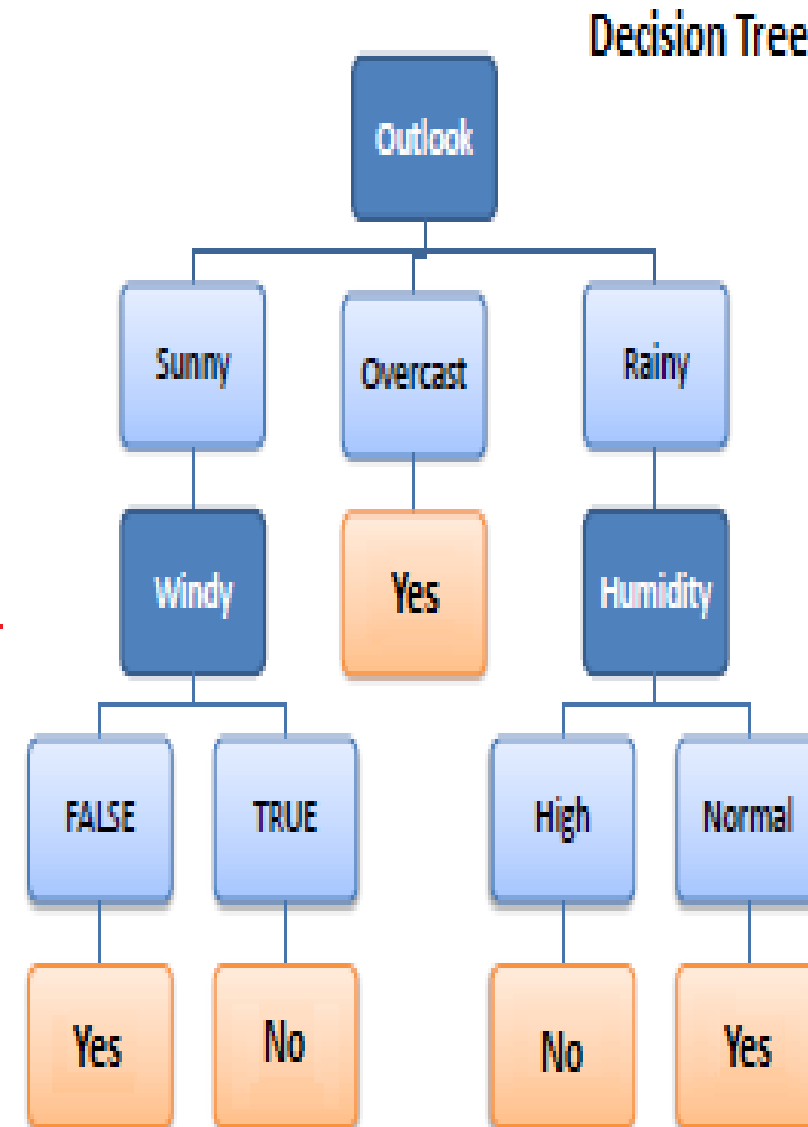 Decision Tree
Outlook
Sunny
Overcast
Rainy
Windy
Yes
Humidity
FALSE
TRUE
High
Normal
Yes
No
No
Yes